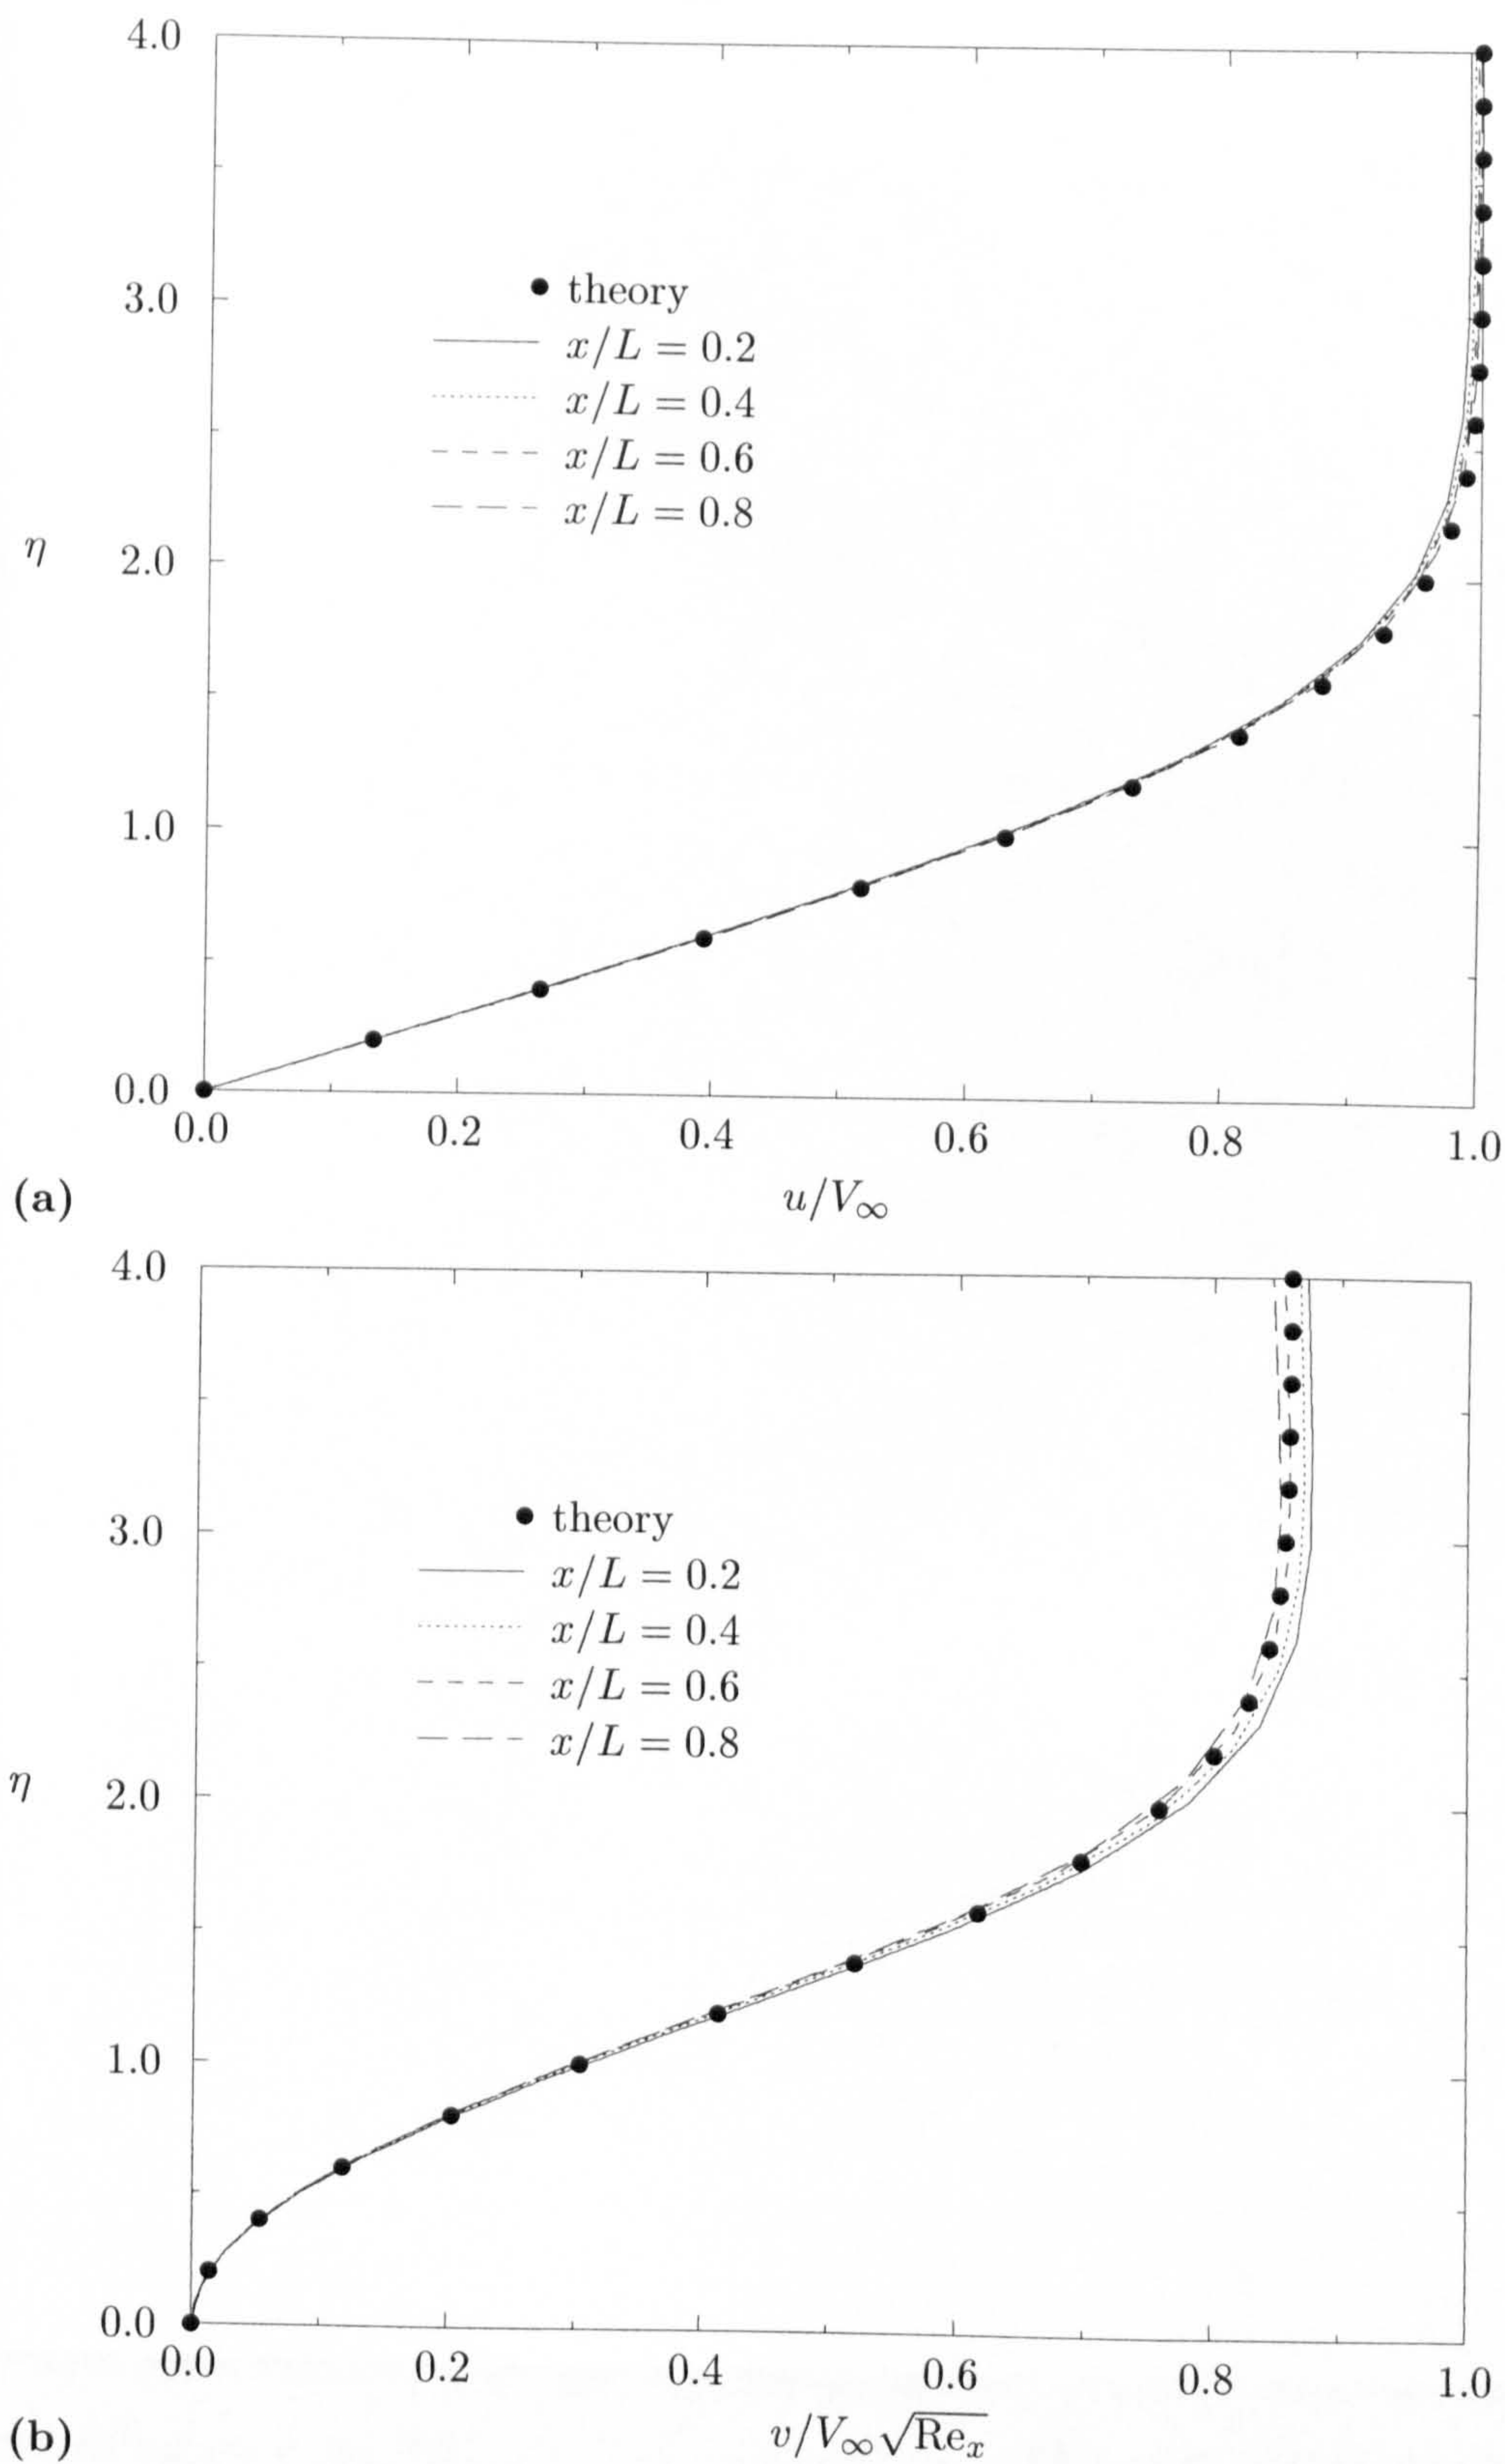 4.0
theory
3.0
x/L = 0.2
x/L = 0.4
x/L = 0.6
x/L = 0.8
η
2.0
1.0
0.0
0.0 0.2 0.4 0.6 0.8 1.0
(a)
u/V∞
4.0
theory
3.0
x/L = 0.2
x/L = 0.4
x/L = 0.6
x/L = 0.8
η
2.0
1.0
0.0
0.0 0.2 0.4 0.6 0.8 1.0
(b)
v/V∞√Reₓ